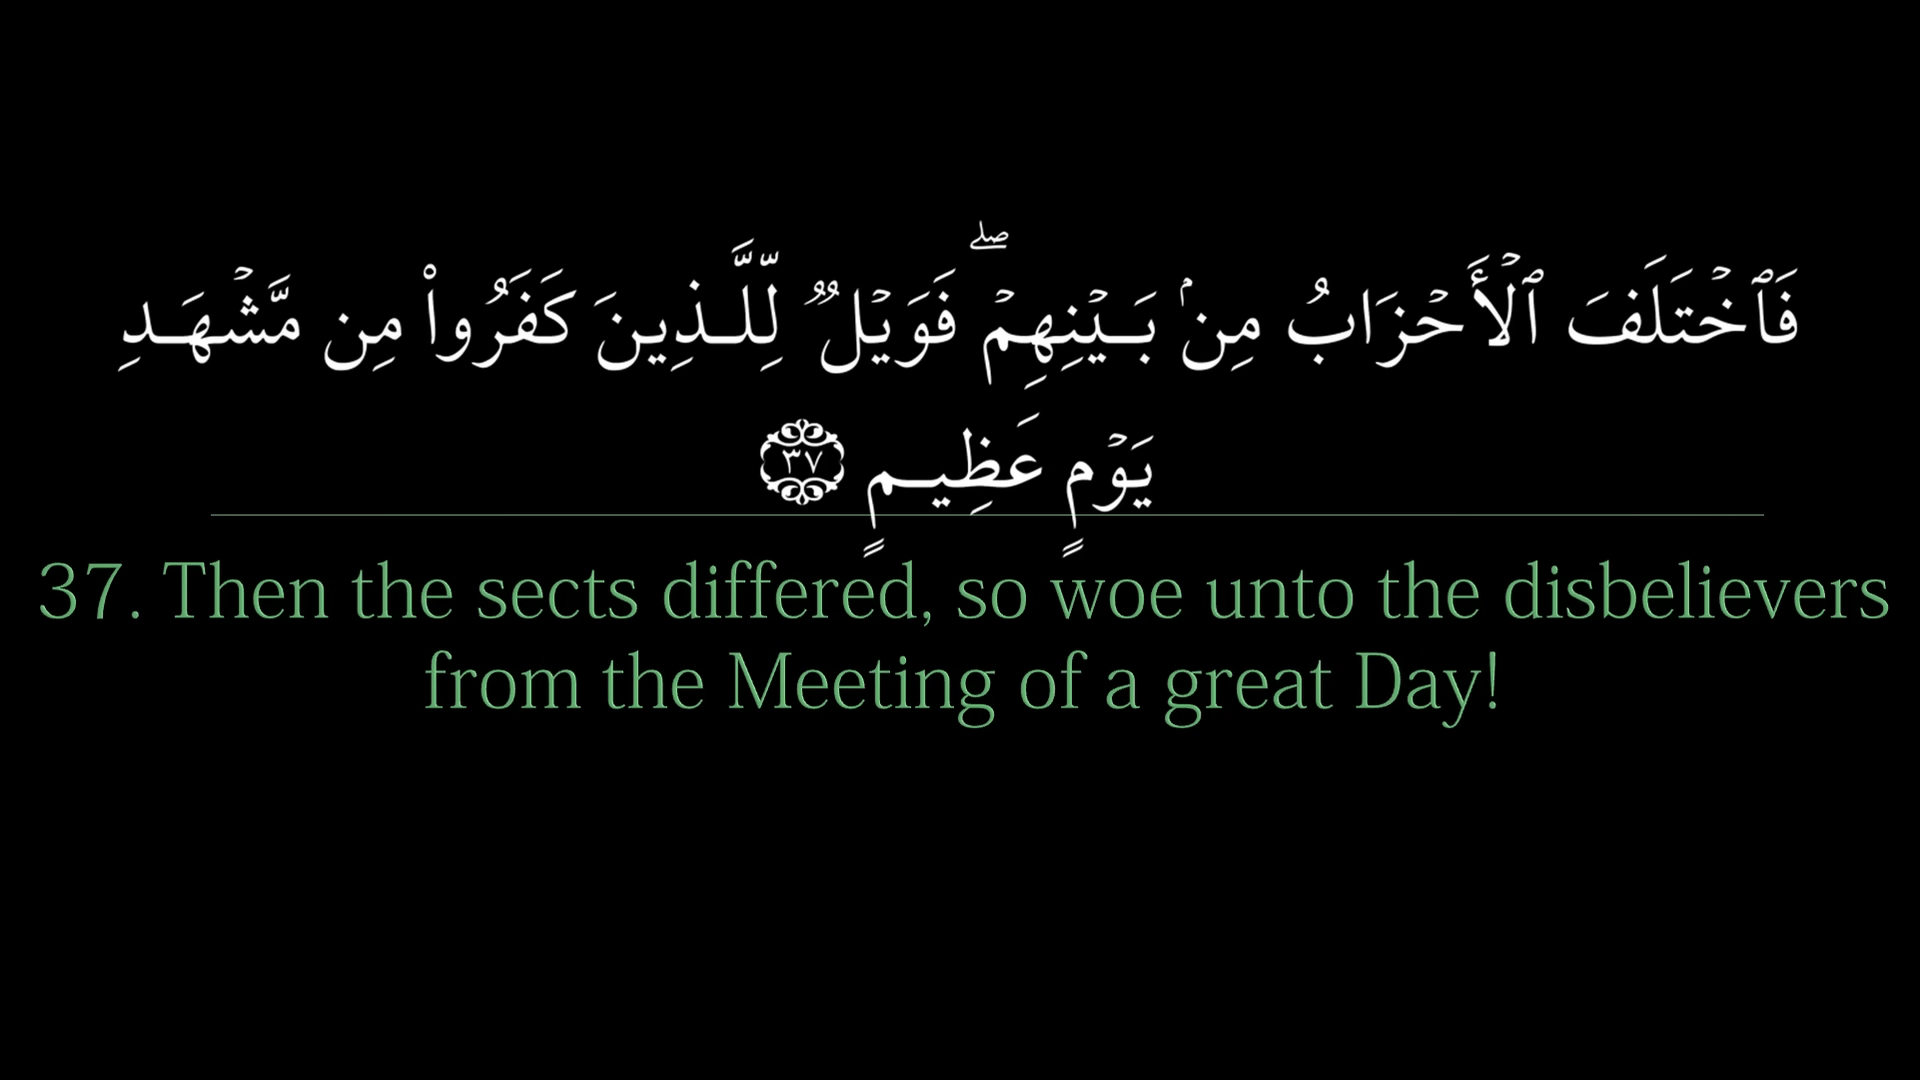 فَٱخۡتَلَفَ ٱلۡأَحۡزَابُ مِنۢ بَيۡنِهِمۡۖ فَوَيۡلٞ لِّلَّذِينَ كَفَرُواْ مِن مَّشۡهَدِ
يَوۡمٍ عَظِيمٍ ٣٧
37. Then the sects differed, so woe unto the disbelievers
from the Meeting of a great Day!